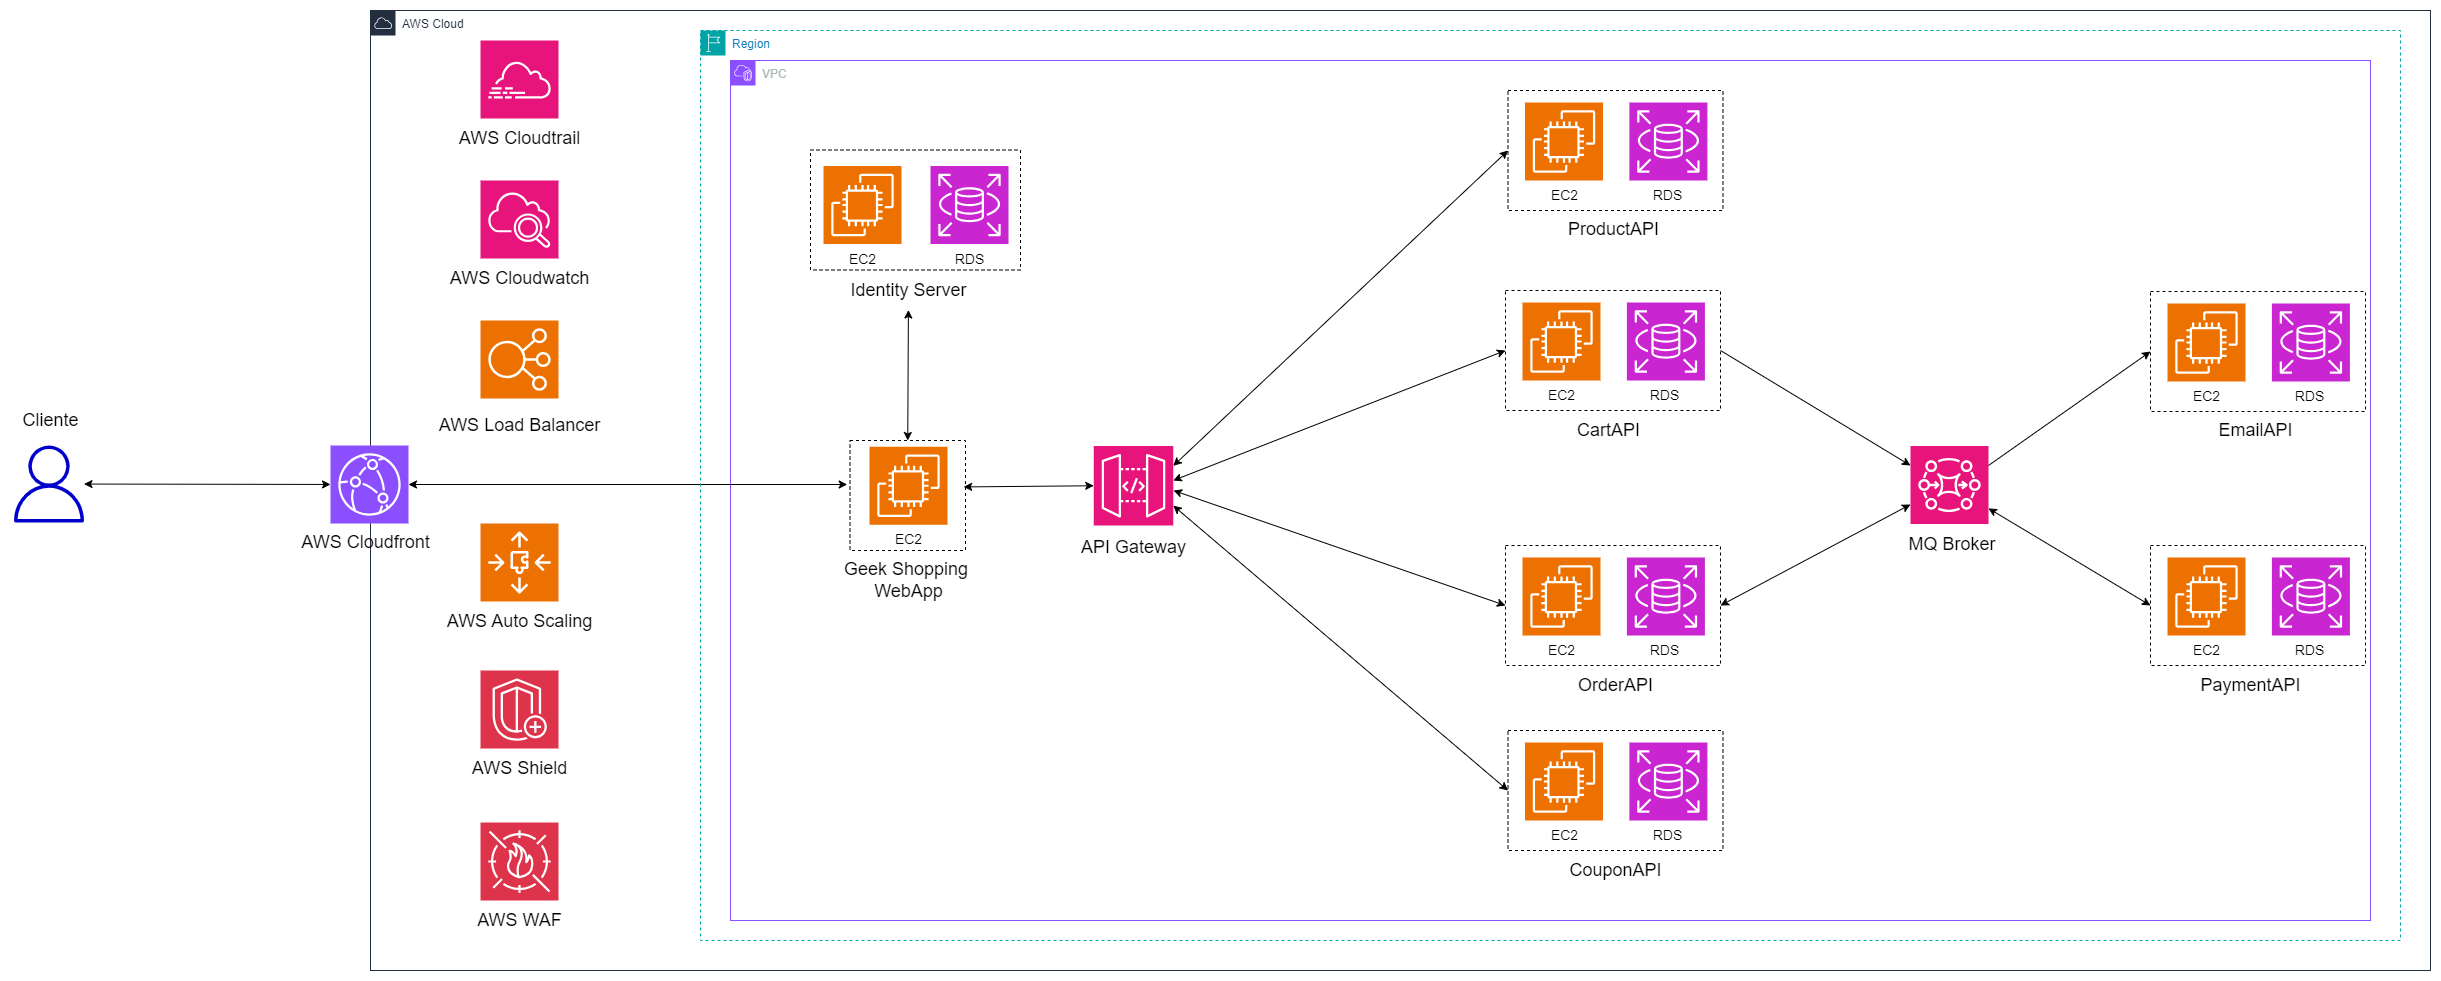 AWS Cloud
AWS Cloudtrail
AWS Cloudwatch
AWS Load Balancer
Cliente
AWS Cloudfront
AWS Auto Scaling
AWS Shield
AWS WAF
Region
VPC
EC2
RDS
Identity Server
EC2
Geek Shopping
WebApp
API Gateway
EC2
RDS
ProductAPI
EC2
RDS
CartAPI
EC2
RDS
OrderAPI
EC2
RDS
CouponAPI
MQ Broker
EC2
RDS
EmailAPI
EC2
RDS
PaymentAPI